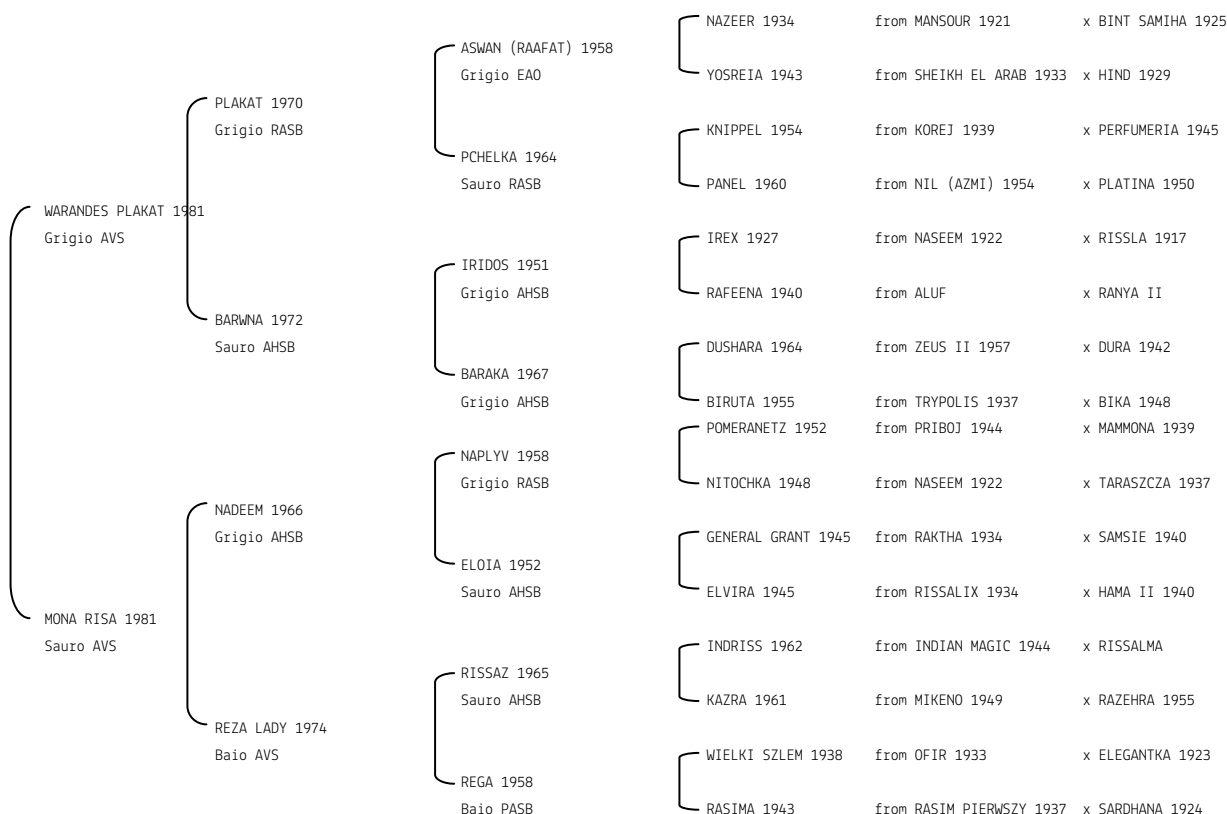 NAZEER 1934 from MANSOUR 1921 x BINT SAMIHA 1925
ASWAN (RAAFAT) 1958
Grigio EAO
YOSREIA 1943 from SHEIKH EL ARAB 1933 x HIND 1929
PLAKAT 1970
Grigio RASB
KNIPPEL 1954 from KOREJ 1939 x PERFUMERIA 1945
PCHELKA 1964
Sauro RASB
PANEL 1960 from NIL (AZMI) 1954 x PLATINA 1950
WARANDES PLAKAT 1981
Grigio AVS
IREX 1927 from NASEEM 1922 x RISSLA 1917
IRIDOS 1951
Grigio AHSB
RAFEENA 1940 from ALUF x RANYA II
BARWNA 1972
Sauro AHSB
DUSHARA 1964 from ZEUS II 1957 x DURA 1942
BARAKA 1967
Grigio AHSB
BIRUTA 1955 from TRYPOLIS 1937 x BIKA 1948
POMERANETZ 1952 from PRIBOJ 1944 x MAMMONA 1939
NAPLYV 1958
Grigio RASB
NITOCHKA 1948 from NASEEM 1922 x TARASZCZA 1937
NADEEM 1966
Grigio AHSB
GENERAL GRANT 1945 from RAKTHA 1934 x SAMSIE 1940
ELOIA 1952
Sauro AHSB
ELVIRA 1945 from RISSALIX 1934 x HAMA II 1940
MONA RISA 1981
Sauro AVS
INDRISS 1962 from INDIAN MAGIC 1944 x RISSALMA
RISSAZ 1965
Sauro AHSB
KAZRA 1961 from MIKENO 1949 x RAZEHRA 1955
REZA LADY 1974
Baio AVS
WIELKI SZLEM 1938 from OFIR 1933 x ELEGANTKA 1923
REGA 1958
Baio PASB
RASIMA 1943 from RASIM PIERWSZY 1937 x SARDHANA 1924